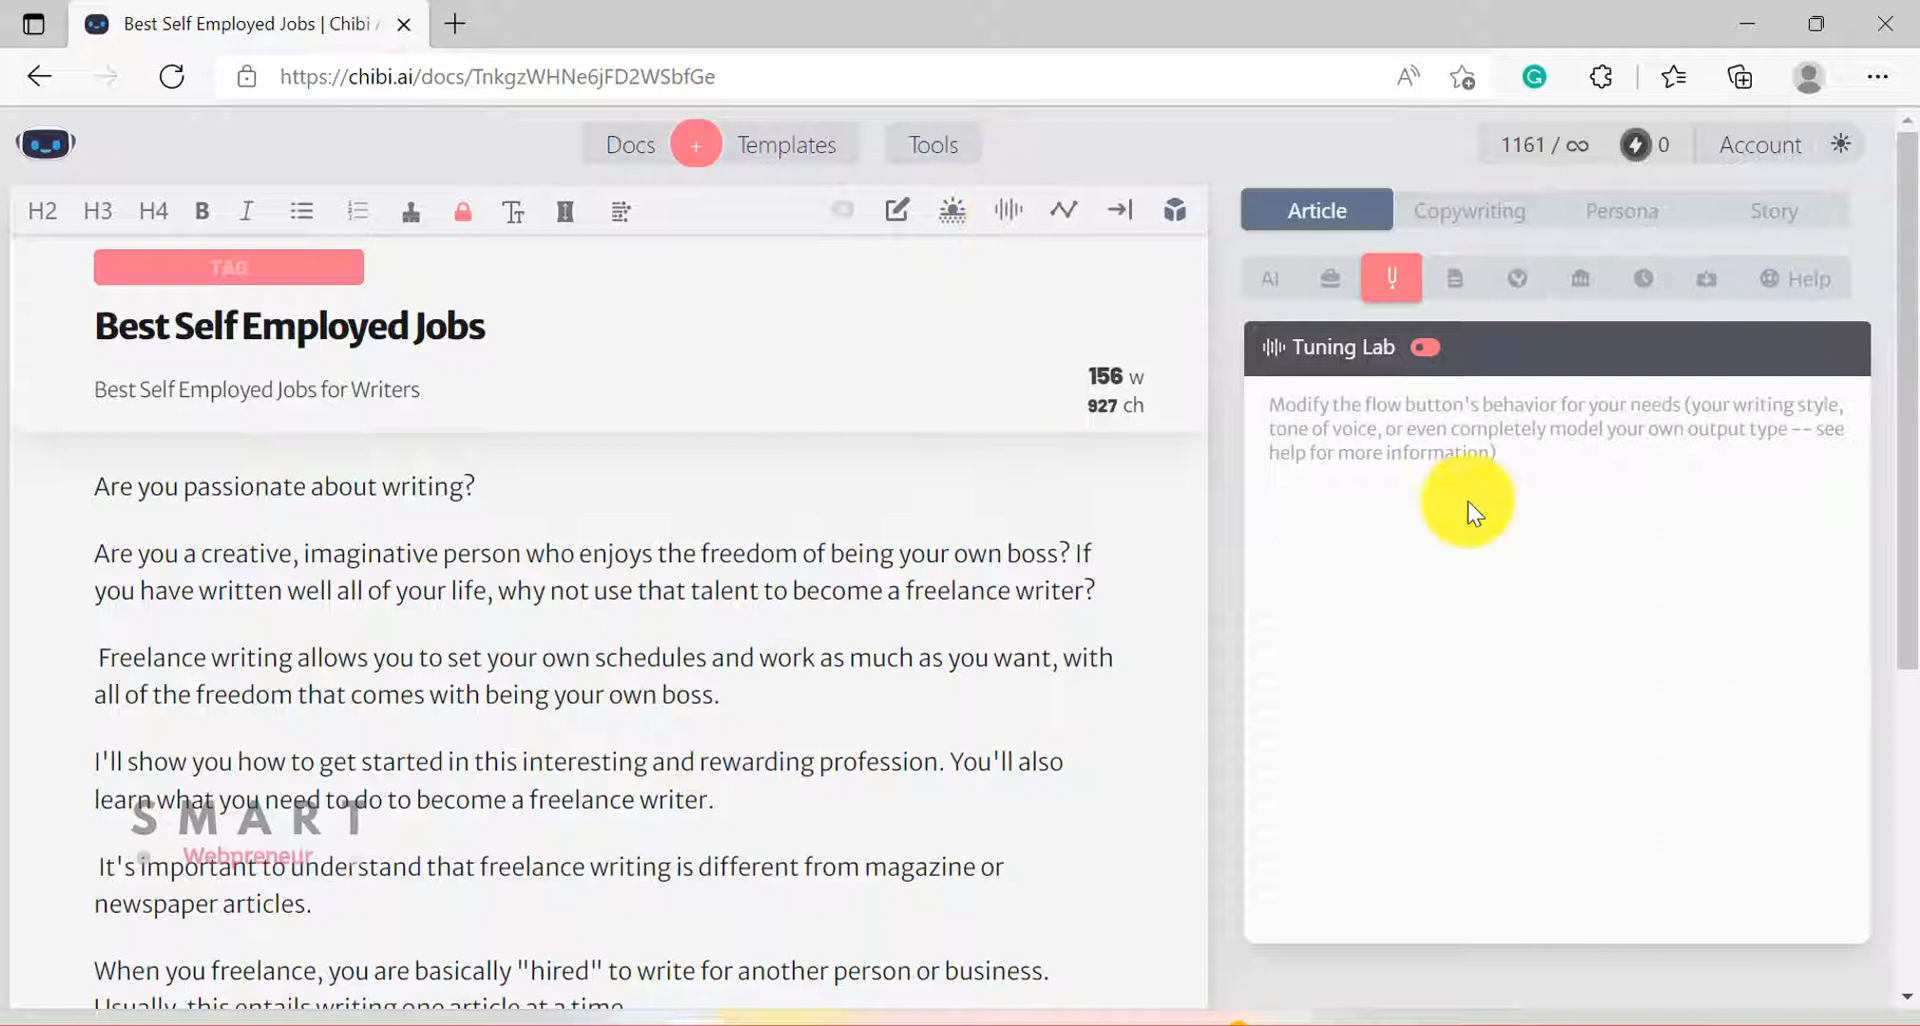 Best Self Employed Jobs | Chibi
https://chibi.ai/docs/TnkgzWHNe6jFD2WSbfGe
Docs + Templates Tools 1161 / ∞ 0 Account
H2 H3 H4 B I
Article Copywriting Persona Story
AI Help
TAG
Best Self Employed Jobs
Best Self Employed Jobs for Writers
156 w
927 ch
Tuning Lab
Modify the flow button's behavior for your needs (your writing style,
tone of voice, or even completely model your own output type -- see
help for more information)
Are you passionate about writing?
Are you a creative, imaginative person who enjoys the freedom of being your own boss? If
you have written well all of your life, why not use that talent to become a freelance writer?
Freelance writing allows you to set your own schedules and work as much as you want, with
all of the freedom that comes with being your own boss.
I'll show you how to get started in this interesting and rewarding profession. You'll also
learn what you need to do to become a freelance writer.
SMART
Webpreneur
It's important to understand that freelance writing is different from magazine or
newspaper articles.
When you freelance, you are basically "hired" to write for another person or business.
Usually, this entails writing one article at a time.